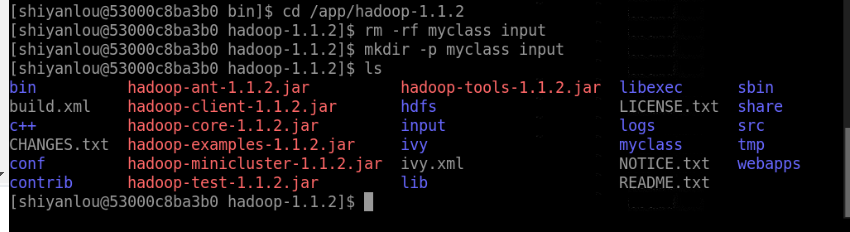 [shiyanlou@53000c8ba3b0 bin]$ cd /app/hadoop-1.1.2
[shiyanlou@53000c8ba3b0 hadoop-1.1.2]$ rm -rf myclass input
[shiyanlou@53000c8ba3b0 hadoop-1.1.2]$ mkdir -p myclass input
[shiyanlou@53000c8ba3b0 hadoop-1.1.2]$ ls
bin hadoop-ant-1.1.2.jar hadoop-tools-1.1.2.jar libexec sbin
build.xml hadoop-client-1.1.2.jar hdfs LICENSE.txt share
c++ hadoop-core-1.1.2.jar input logs src
CHANGES.txt hadoop-examples-1.1.2.jar ivy myclass tmp
conf hadoop-minicluster-1.1.2.jar ivy.xml NOTICE.txt webapps
contrib hadoop-test-1.1.2.jar lib README.txt
[shiyanlou@53000c8ba3b0 hadoop-1.1.2]$